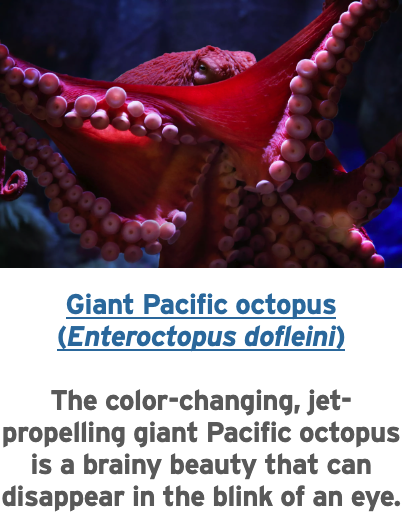 Giant Pacific octopus
(Enteroctopus dofleini)
The color-changing, jet-
propelling giant Pacific octopus
is a brainy beauty that can
disappear in the blink of an eye.